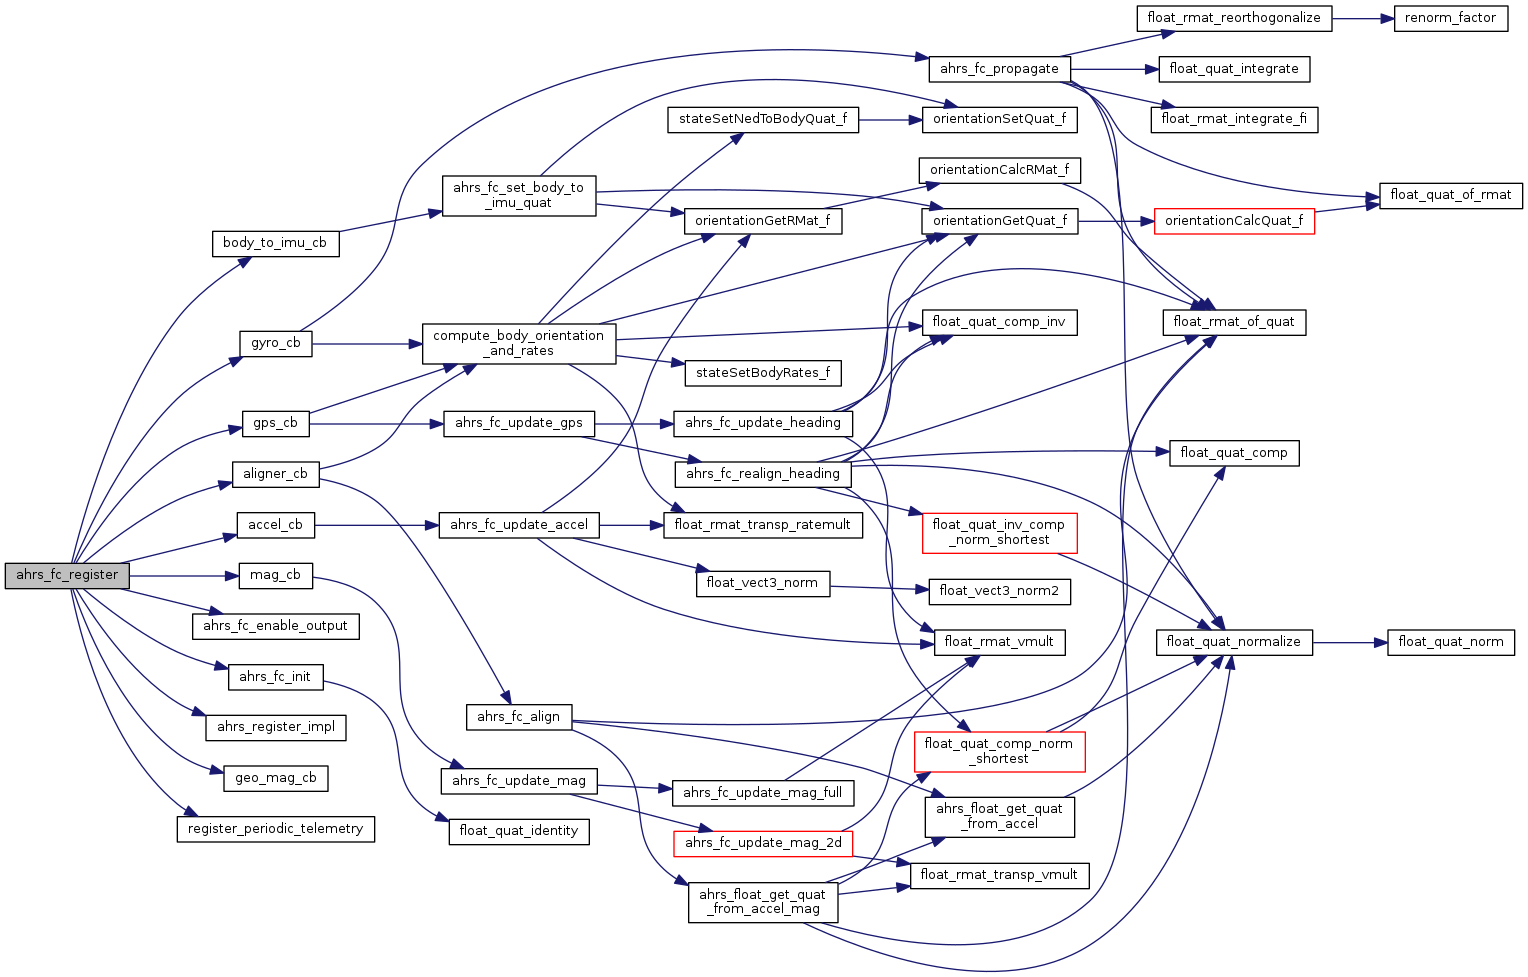 float_rmat_reorthogonalize
renorm_factor
ahrs_fc_propagate
float_quat_integrate
stateSetNedToBodyQuat_f
orientationSetQuat_f
float_rmat_integrate_fi
orientationCalcRMat_f
ahrs_fc_set_body_to
_imu_quat
float_quat_of_rmat
orientationGetRMat_f
orientationGetQuat_f
orientationCalcQuat_f
body_to_imu_cb
float_quat_comp_inv
float_rmat_of_quat
gyro_cb
compute_body_orientation
_and_rates
stateSetBodyRates_f
gps_cb
ahrs_fc_update_gps
ahrs_fc_update_heading
float_quat_comp
aligner_cb
ahrs_fc_realign_heading
accel_cb
ahrs_fc_update_accel
float_rmat_transp_ratemult
float_quat_inv_comp
_norm_shortest
ahrs_fc_register
mag_cb
float_vect3_norm
float_vect3_norm2
ahrs_fc_enable_output
float_rmat_vmult
float_quat_normalize
float_quat_norm
ahrs_fc_init
ahrs_register_impl
ahrs_fc_align
float_quat_comp_norm
_shortest
geo_mag_cb
ahrs_fc_update_mag
ahrs_fc_update_mag_full
ahrs_float_get_quat
_from_accel
register_periodic_telemetry
float_quat_identity
ahrs_fc_update_mag_2d
float_rmat_transp_vmult
ahrs_float_get_quat
_from_accel_mag